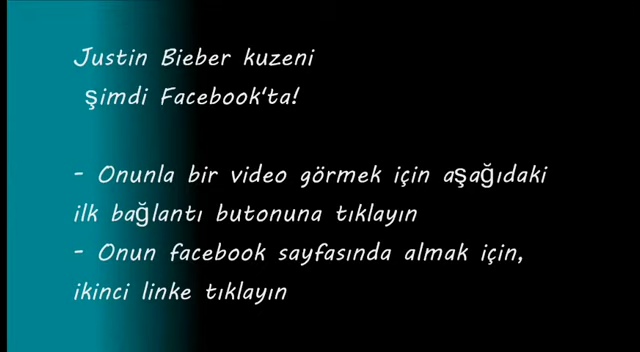 Justin Bieber kuzeni
şimdi Facebook'ta!
- Onunla bir video görmek için aşağıdaki
ilk bağlantı butonuna tıklayın
- Onun facebook sayfasında almak için,
ikinci linke tıklayın